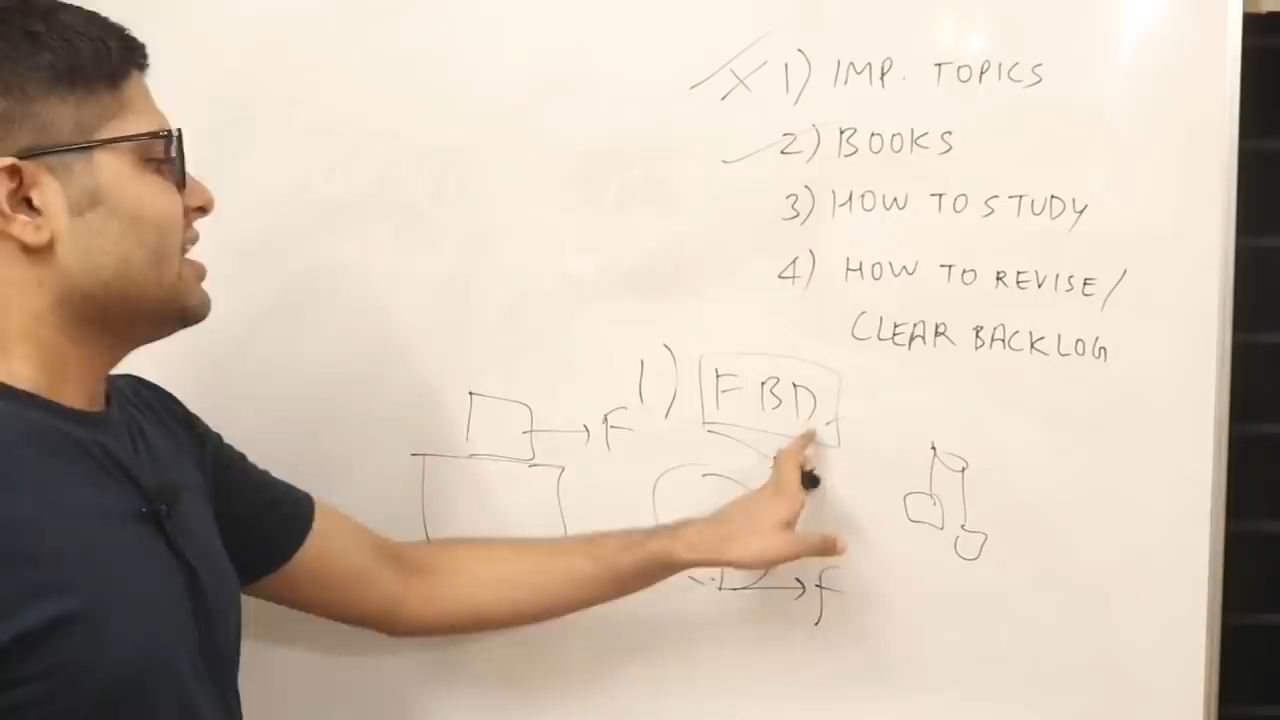 X 1) IMP. TOPICS
2) BOOKS
3) HOW TO STUDY
4) HOW TO REVISE/
CLEAR BACKLOG
1) FBD
F
f